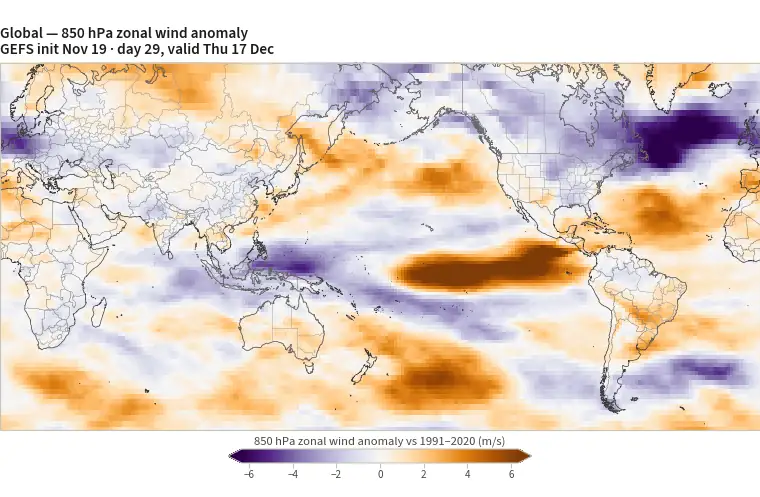 Global — 850 hPa zonal wind anomaly
GEFS init Nov 19 · day 29, valid Thu 17 Dec
850 hPa zonal wind anomaly vs 1991–2020 (m/s)
−6 −4 −2 0 2 4 6